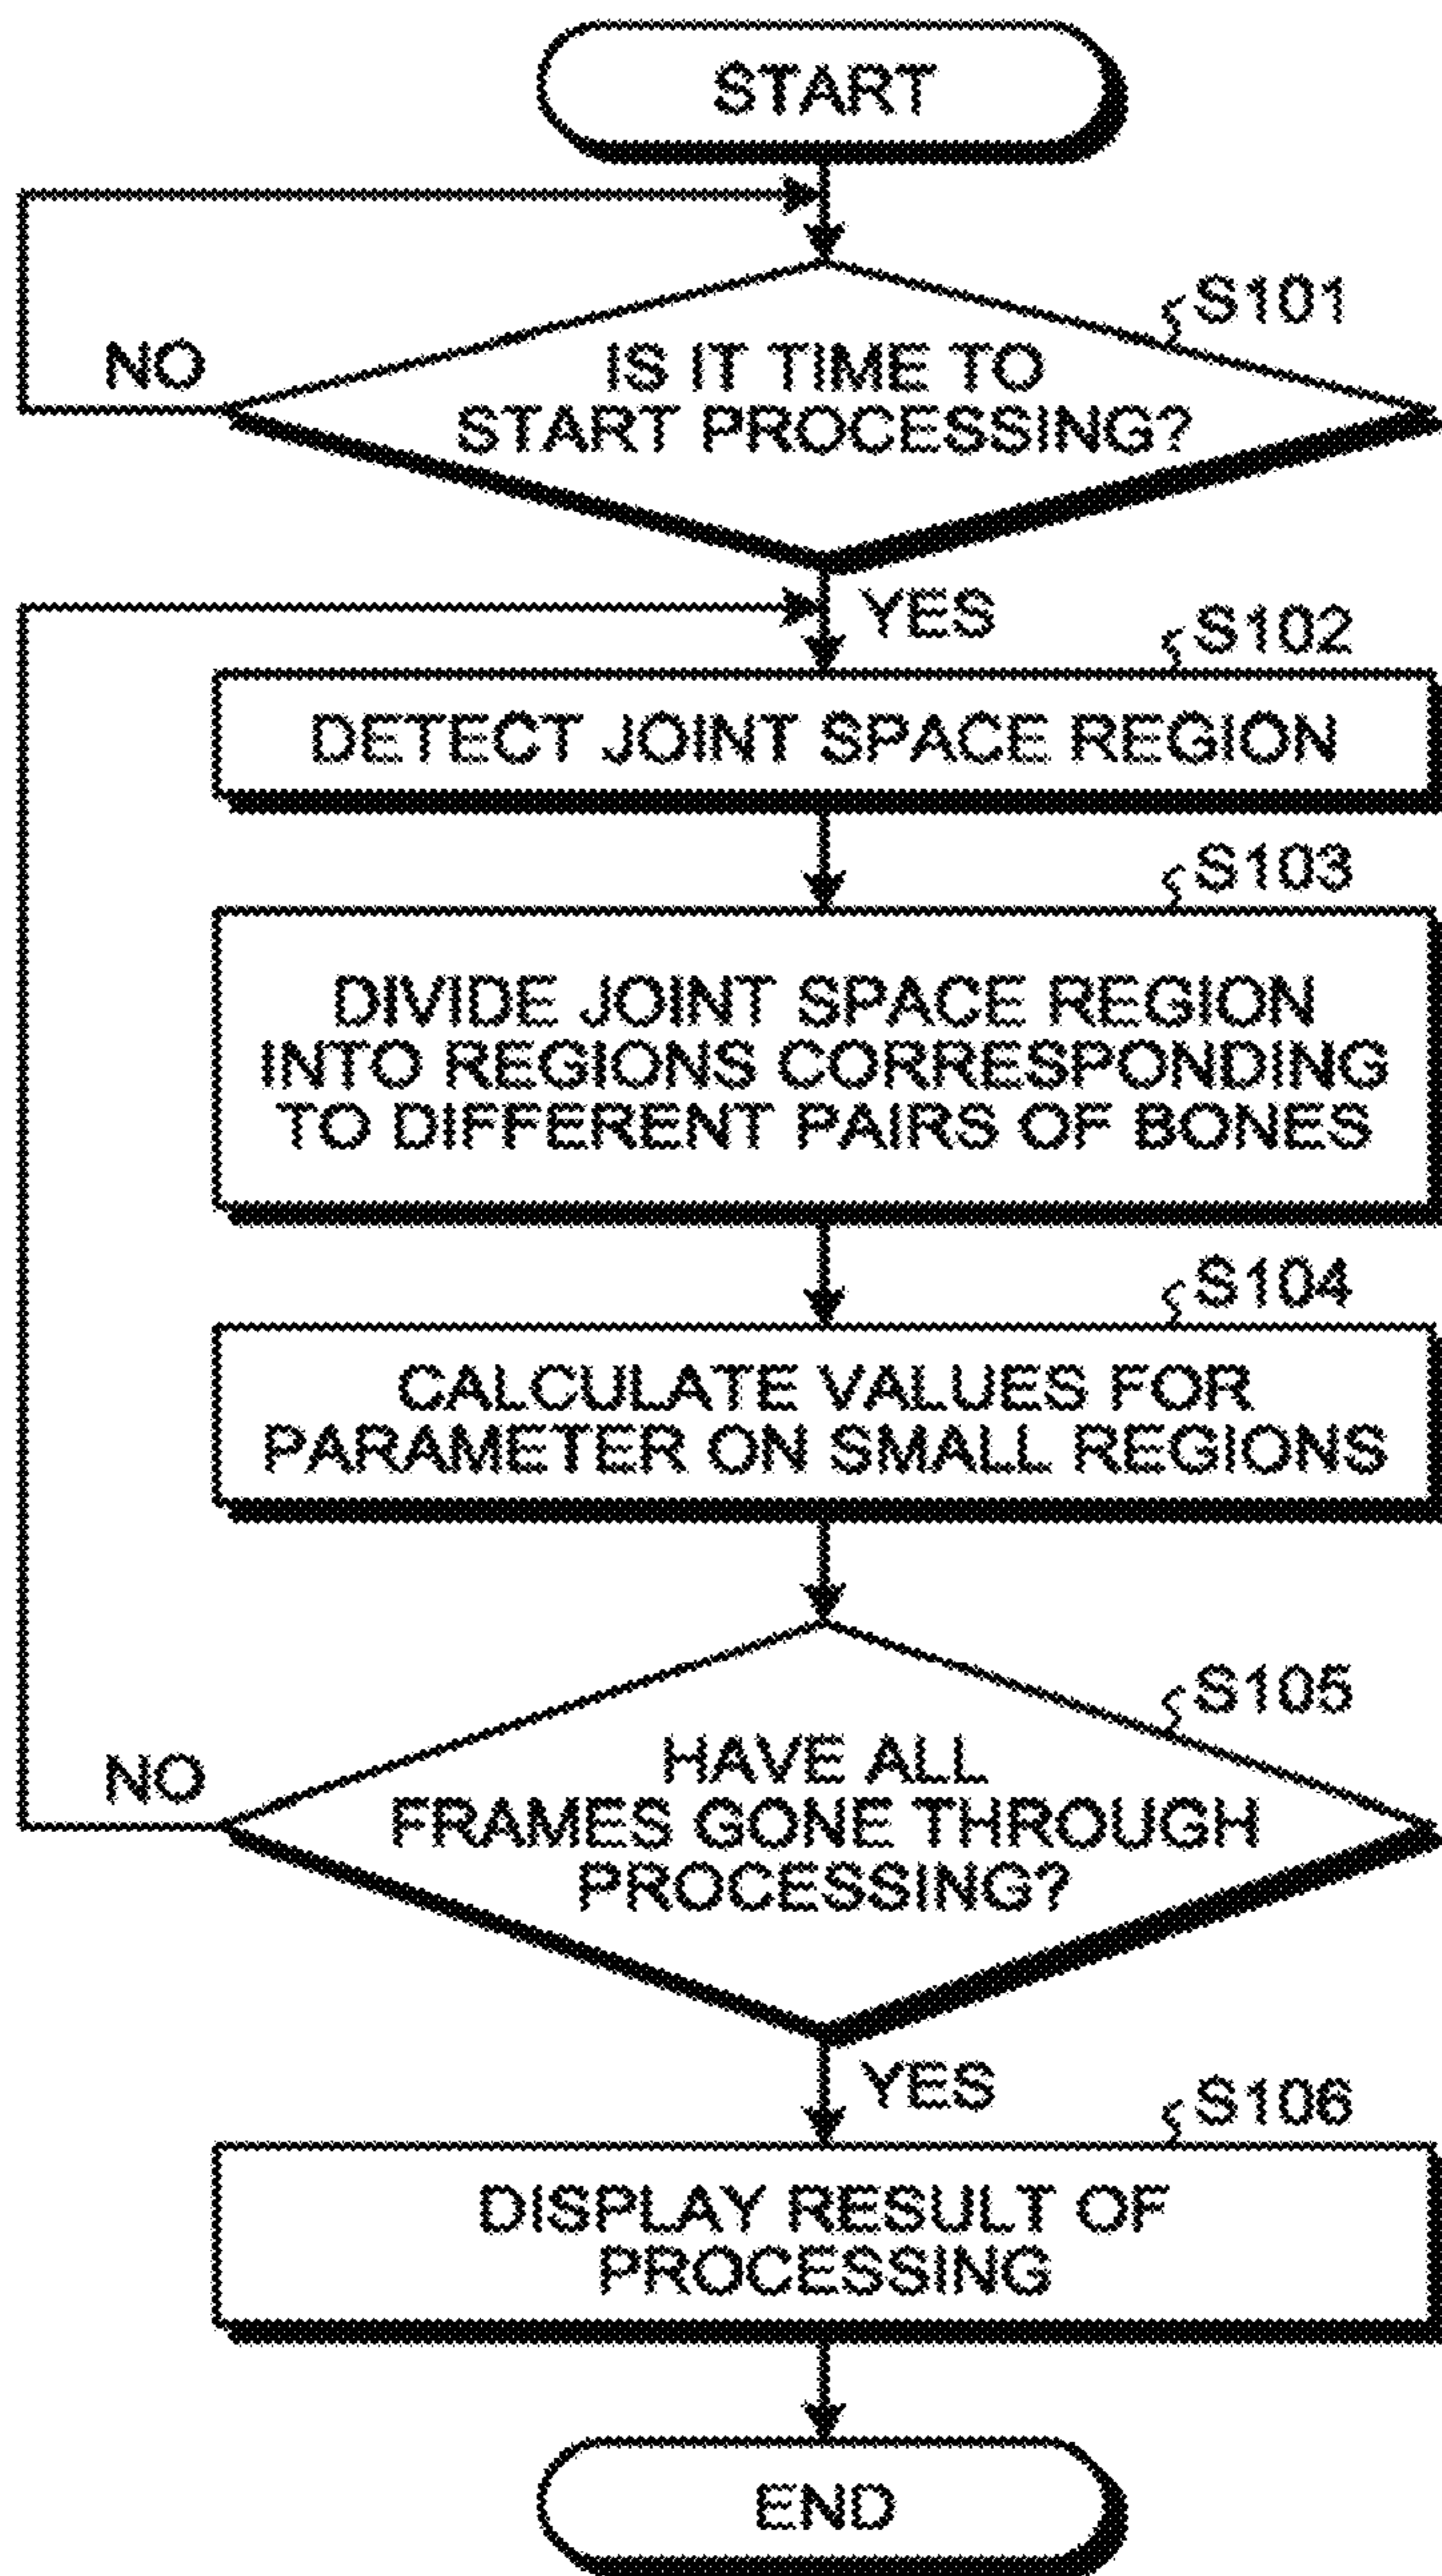 START
S101
NO
IS IT TIME TO
START PROCESSING?
YES
S102
DETECT JOINT SPACE REGION
S103
DIVIDE JOINT SPACE REGION
INTO REGIONS CORRESPONDING
TO DIFFERENT PAIRS OF BONES
S104
CALCULATE VALUES FOR
PARAMETER ON SMALL REGIONS
S105
NO
HAVE ALL
FRAMES GONE THROUGH
PROCESSING?
YES
S106
DISPLAY RESULT OF
PROCESSING
END